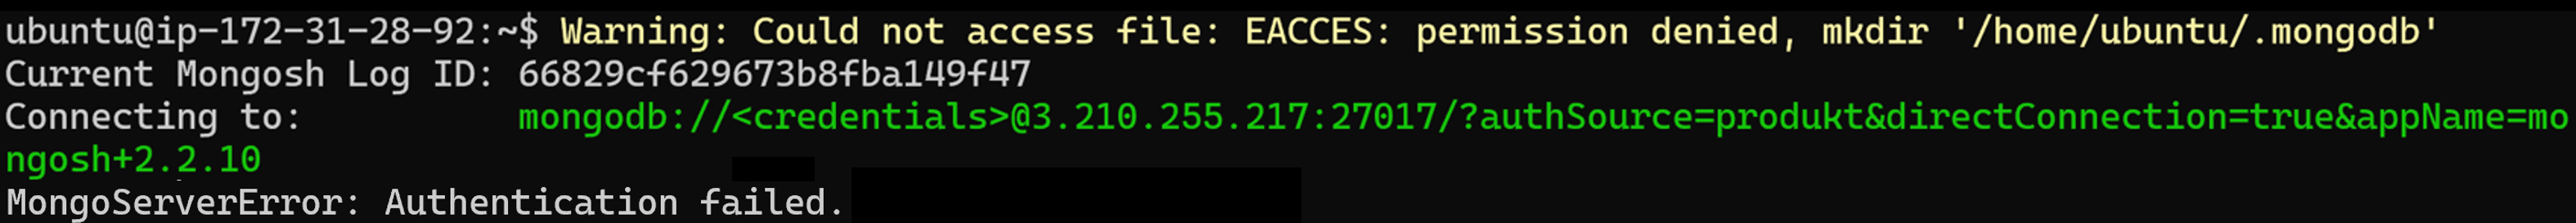 ubuntu@ip-172-31-28-92:~$ Warning: Could not access file: EACCES: permission denied, mkdir '/home/ubuntu/.mongodb'
Current Mongosh Log ID: 66829cf629673b8fba149f47
Connecting to:          mongodb://<credentials>@3.210.255.217:27017/?authSource=produkt&directConnection=true&appName=mo
ngosh+2.2.10
MongoServerError: Authentication failed.